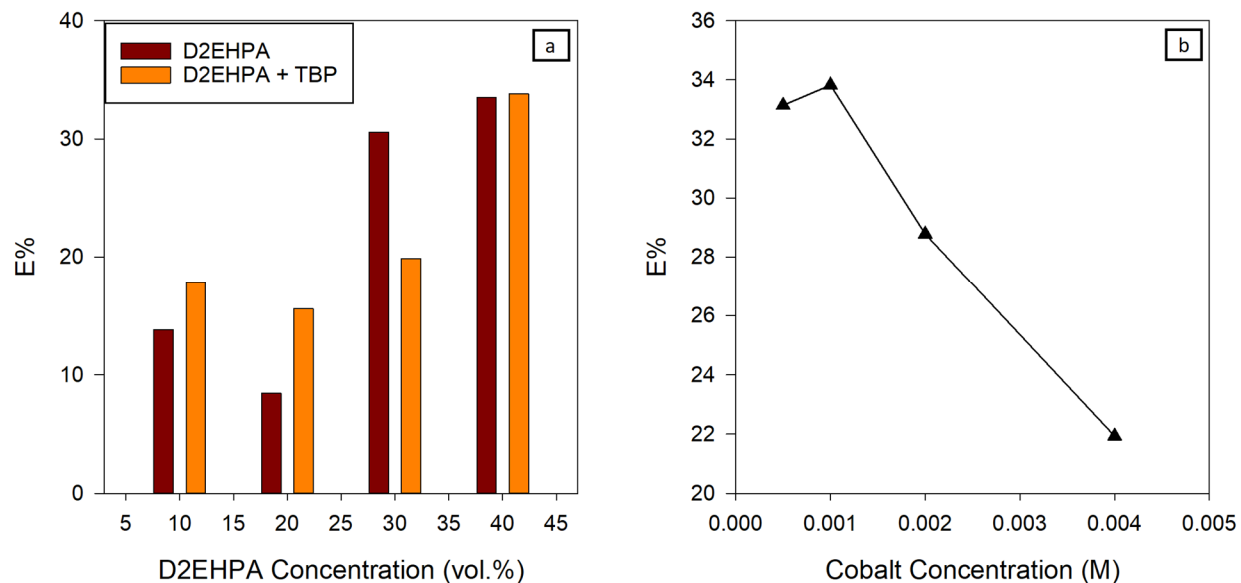 40
30
20
10
0
E%
D2EHPA
D2EHPA + TBP
a
5 10 15 20 25 30 35 40 45
D2EHPA Concentration (vol.%)
36
34
32
30
28
26
24
22
20
E%
b
0.000 0.001 0.002 0.003 0.004 0.005
Cobalt Concentration (M)